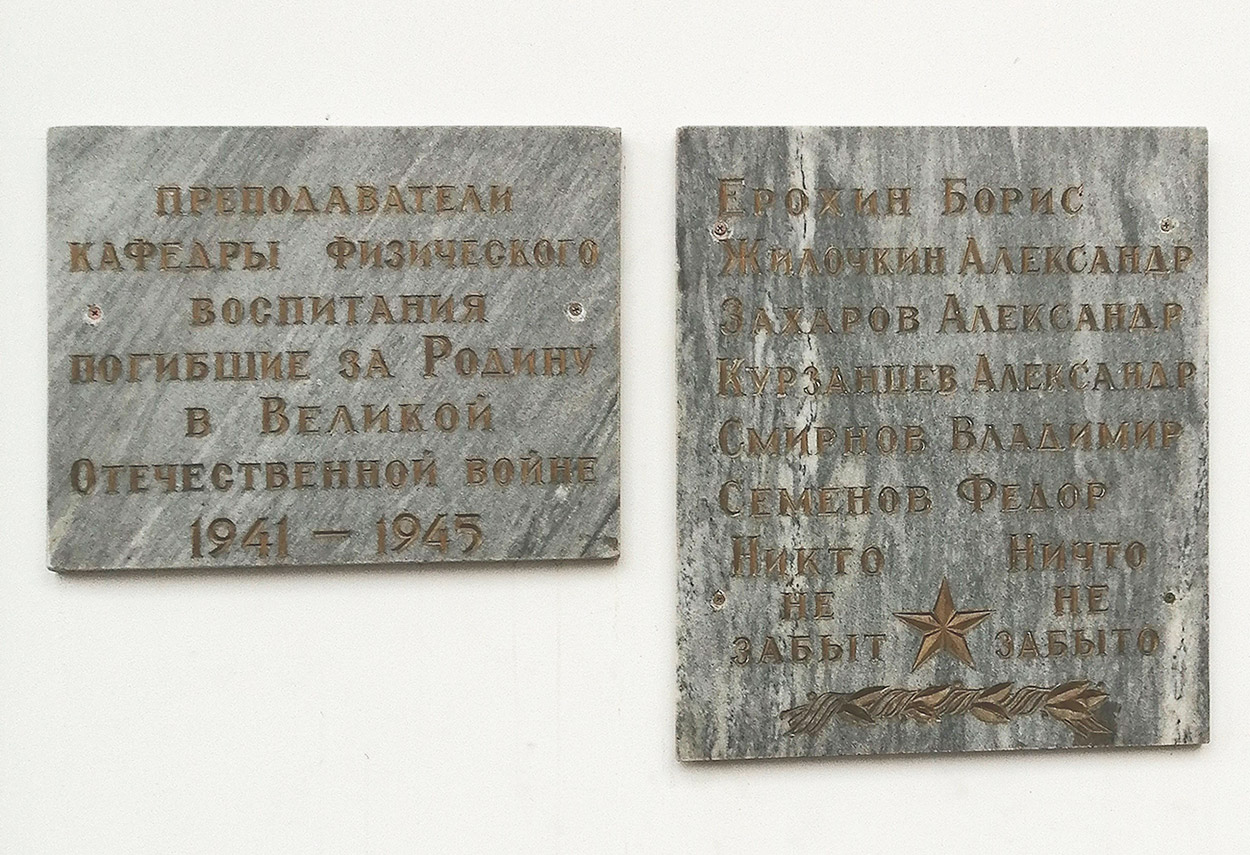 ПРЕПОДАВАТЕЛИ
КАФЕДРЫ ФИЗИЧЕСКОГО
ВОСПИТАНИЯ
ПОГИБШИЕ ЗА РОДИНУ
В ВЕЛИКОЙ
ОТЕЧЕСТВЕННОЙ ВОЙНЕ
1941 — 1945
ЕРОХИН БОРИС
ЖИЛОЧКИН АЛЕКСАНДР
ЗАХАРОВ АЛЕКСАНДР
КУРЗАНЦЕВ АЛЕКСАНДР
СМИРНОВ ВЛАДИМИР
СЕМЕНОВ ФЕДОР
НИКТО
НЕ
ЗАБЫТ
НИЧТО
НЕ
ЗАБЫТО